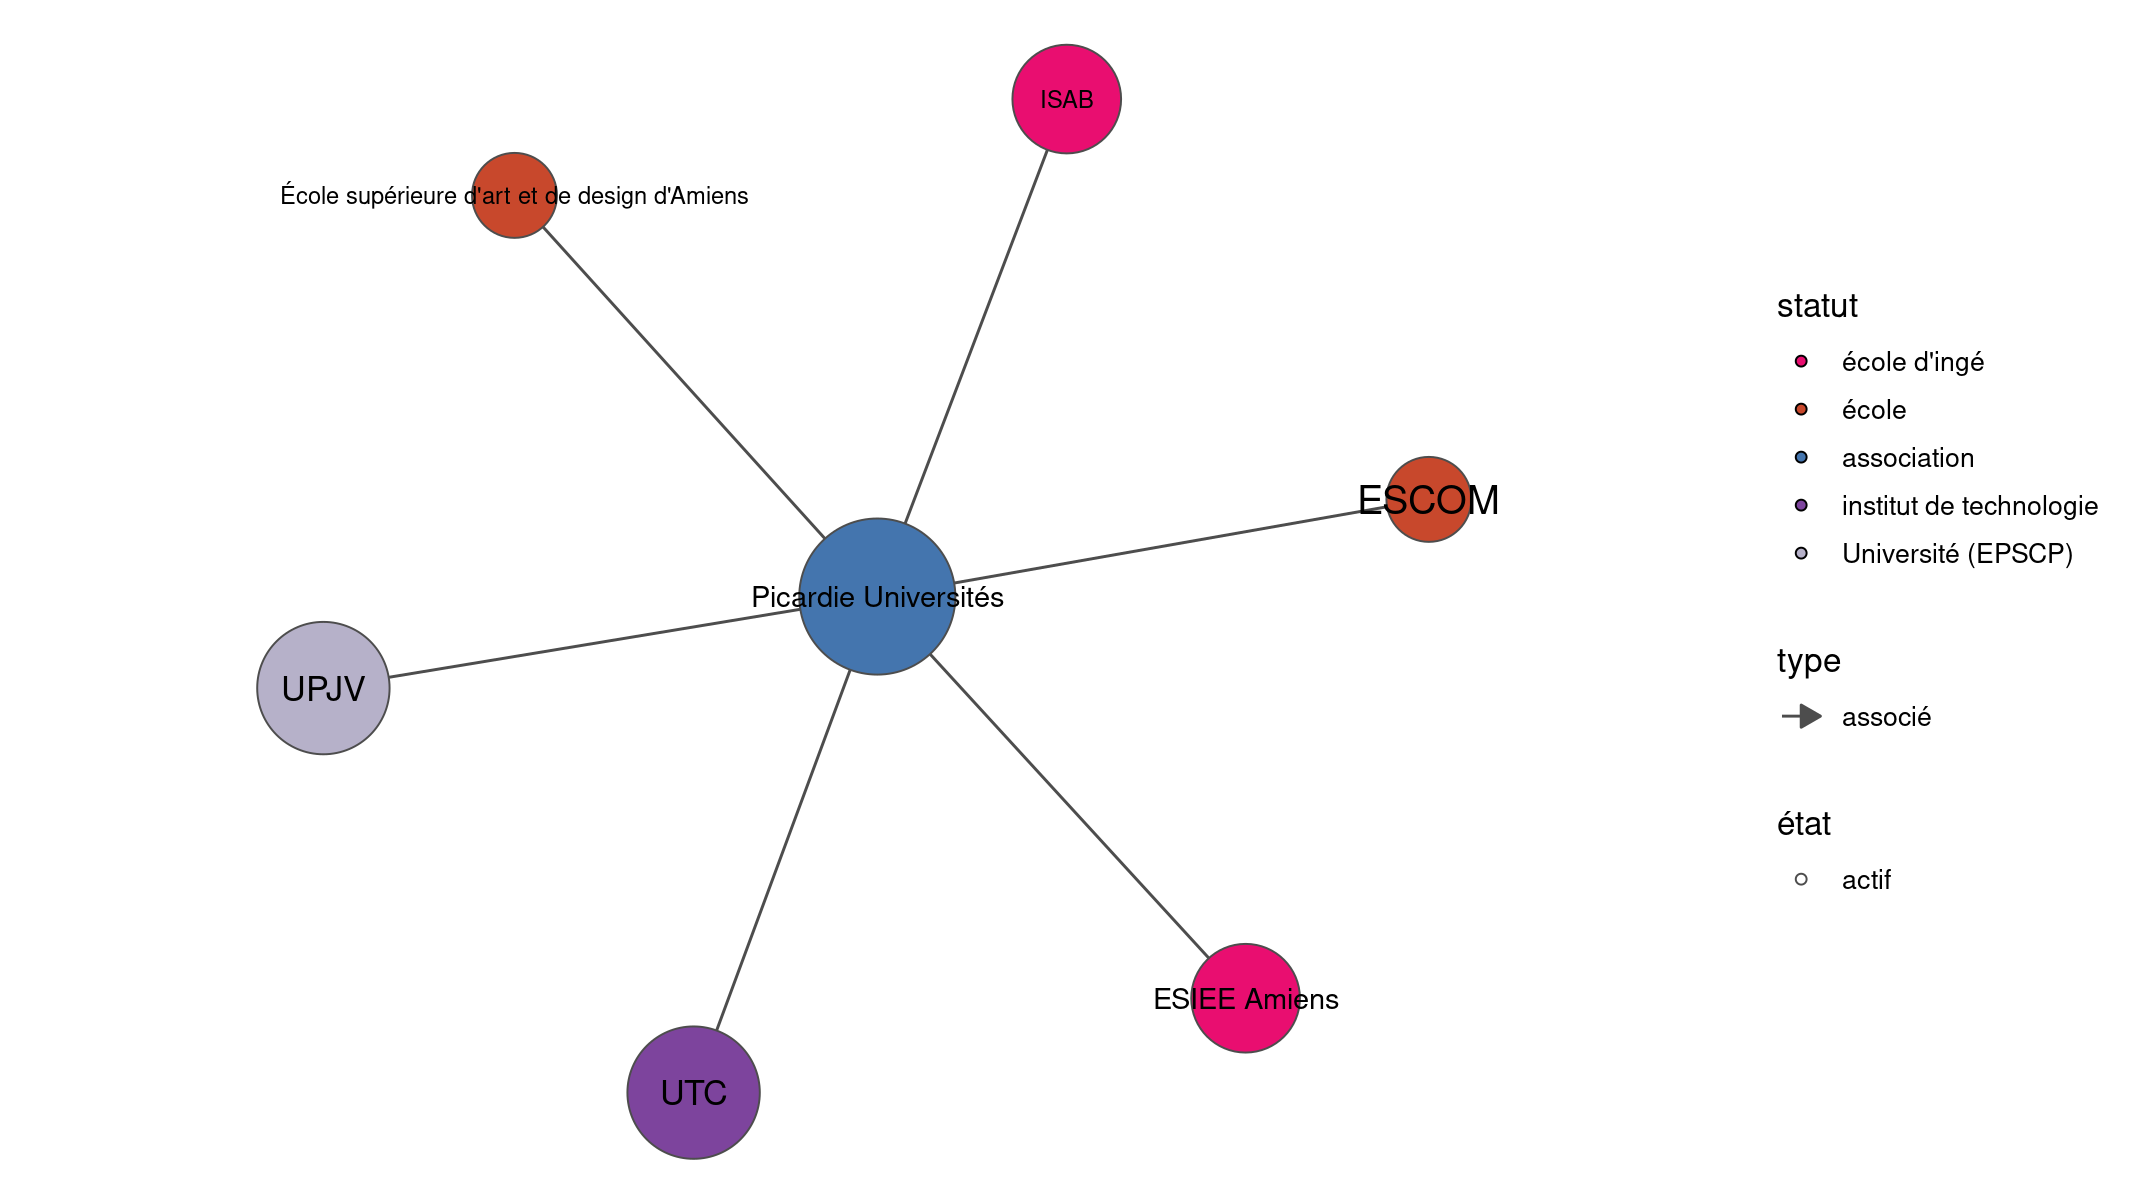 ISAB
École supérieure d'art et de design d'Amiens
ESCOM
Picardie Universités
UPJV
ESIEE Amiens
UTC
statut
école d'ingé
école
association
institut de technologie
Université (EPSCP)
type
associé
état
actif